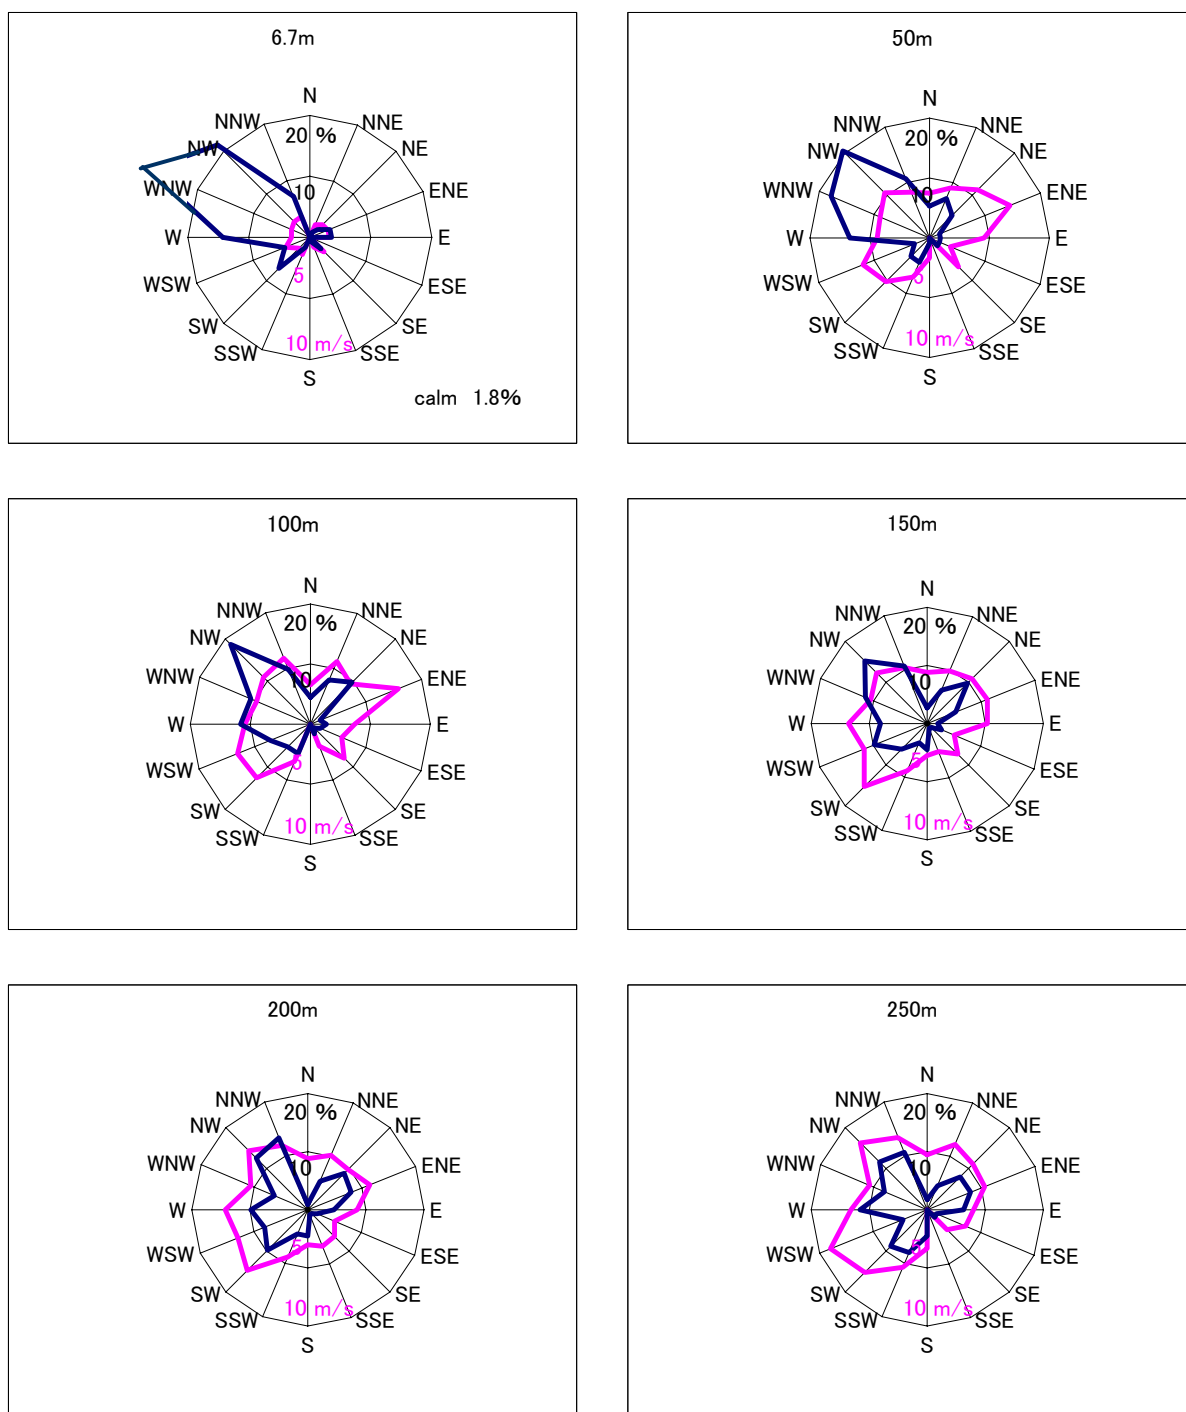 6.7m
N
NNW NNE
20 %
NW NE
10
WNW ENE
W E
5
WSW ESE
SW SE
10 m/s
SSW SSE
S
calm 1.8%
50m
N
NNW NNE
20 %
NW NE
10
WNW ENE
W E
5
WSW ESE
SW SE
10 m/s
SSW SSE
S
100m
N
NNW NNE
20 %
NW NE
10
WNW ENE
W E
5
WSW ESE
SW SE
10 m/s
SSW SSE
S
150m
N
NNW NNE
20 %
NW NE
10
WNW ENE
W E
5
WSW ESE
SW SE
10 m/s
SSW SSE
S
200m
N
NNW NNE
20 %
NW NE
10
WNW ENE
W E
5
WSW ESE
SW SE
10 m/s
SSW SSE
S
250m
N
NNW NNE
20 %
NW NE
10
WNW ENE
W E
5
WSW ESE
SW SE
10 m/s
SSW SSE
S